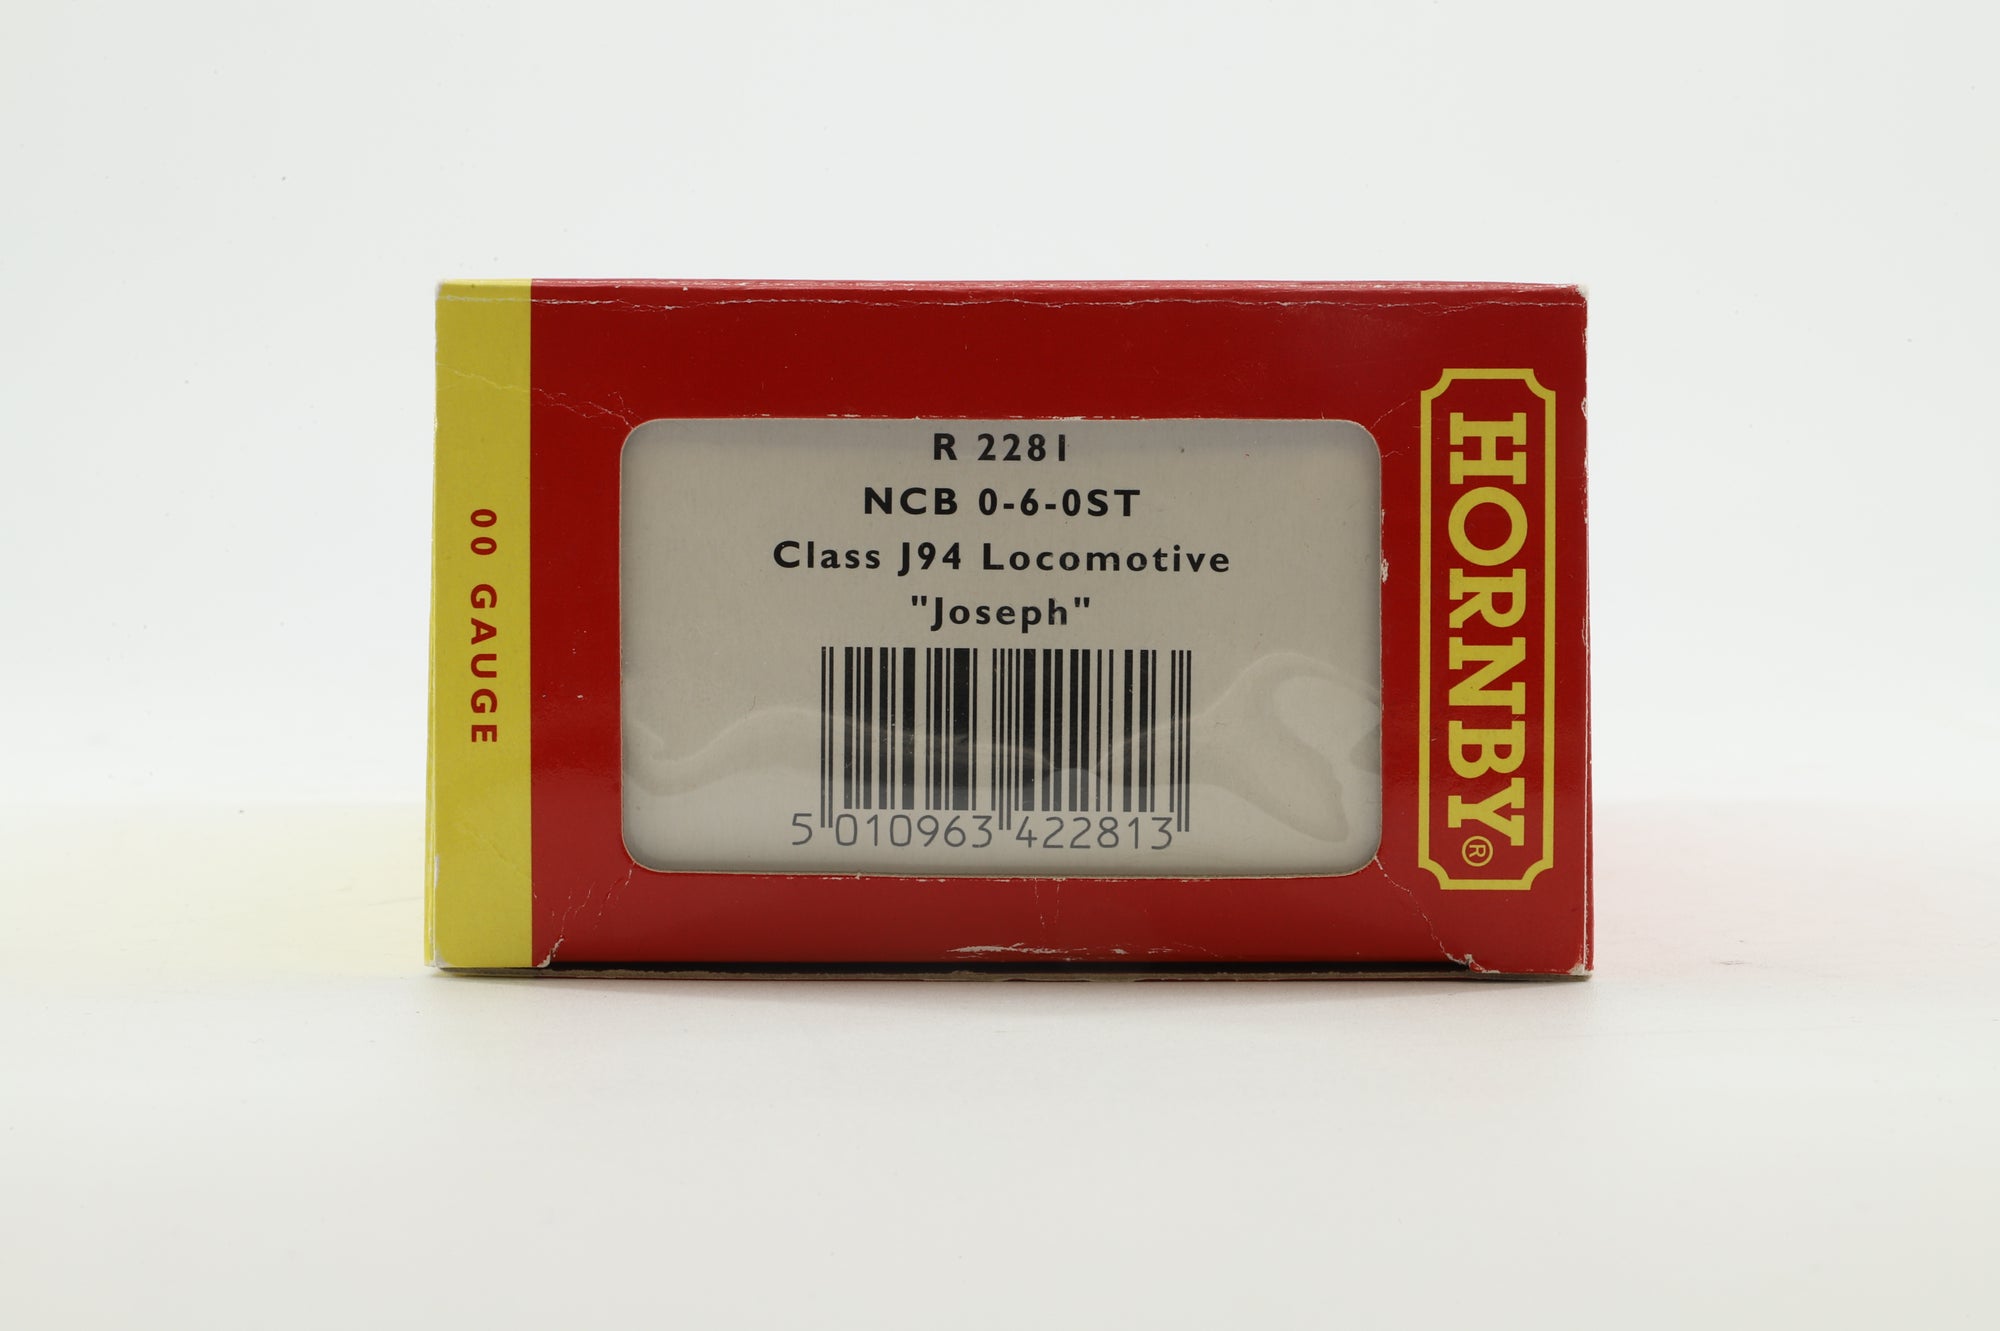 00 GAUGE
R 2281
NCB 0-6-0ST
Class J94 Locomotive
"Joseph"
5 010963 422813
HORNBY®